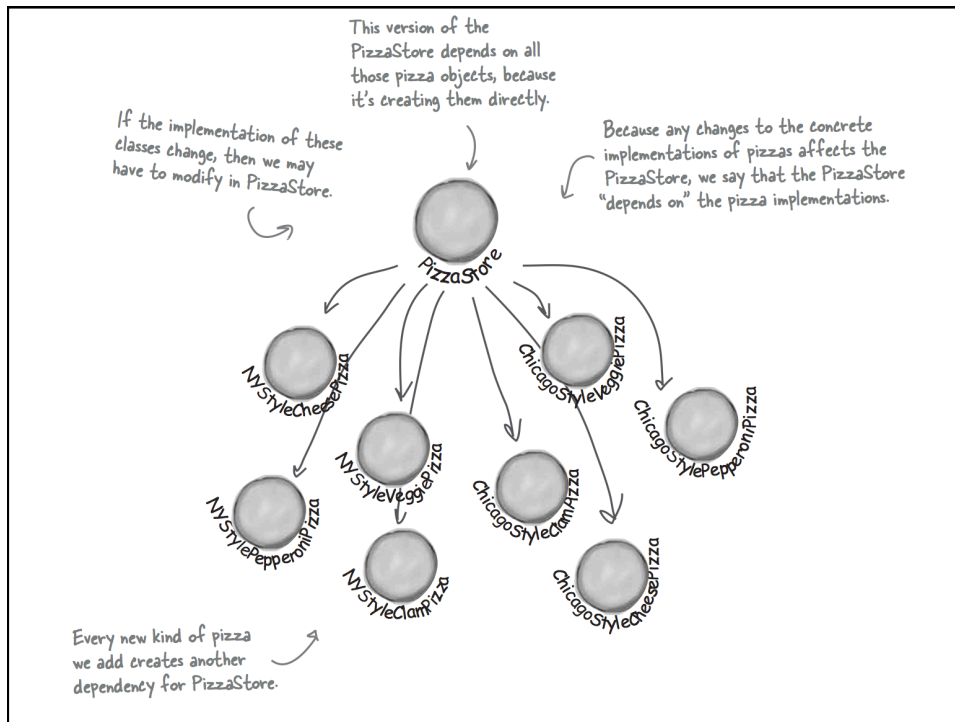 This version of the
PizzaStore depends on all
those pizza objects, because
it's creating them directly.
If the implementation of these
classes change, then we may
have to modify in PizzaStore.
Because any changes to the concrete
implementations of pizzas affects the
PizzaStore, we say that the PizzaStore
“depends on” the pizza implementations.
PizzaStore
NYStyleCheesePizza
ChicagoStyleVeggiePizza
ChicagoStylePepperoniPizza
NYStyleVeggiePizza
ChicagoStyleClamPizza
NYStylePepperoniPizza
NYStyleClamPizza
ChicagoStyleCheesePizza
Every new kind of pizza
we add creates another
dependency for PizzaStore.